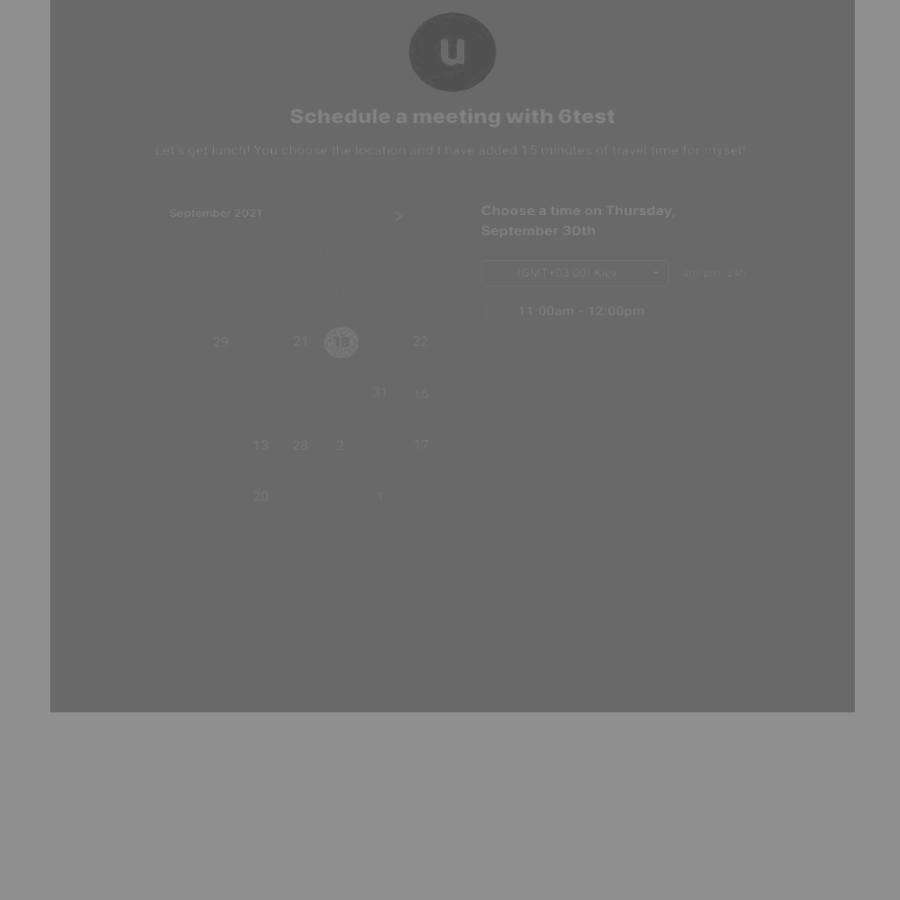 u
Schedule a meeting with 6test
Let's get lunch! You choose the location and I have added 15 minutes of travel time for myself
September 2021
Choose a time on Thursday,
September 30th
(GMT+03:00) Kiev
am/pm 24h
11:00am - 12:00pm
29 21 18 22
31 16
13 28 2 17
20 1